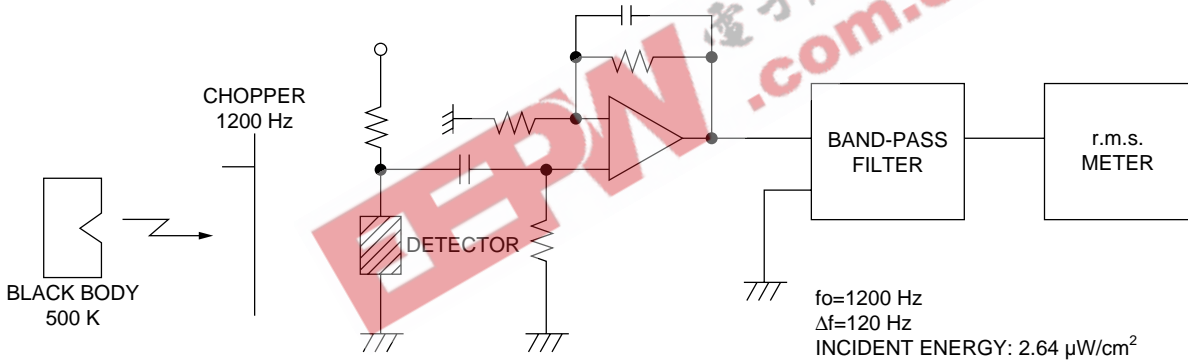 CHOPPER
1200 Hz
BLACK BODY
500 K
DETECTOR
BAND-PASS
FILTER
r.m.s.
METER
fo=1200 Hz
Δf=120 Hz
INCIDENT ENERGY: 2.64 μW/cm²
EEPW
.com.